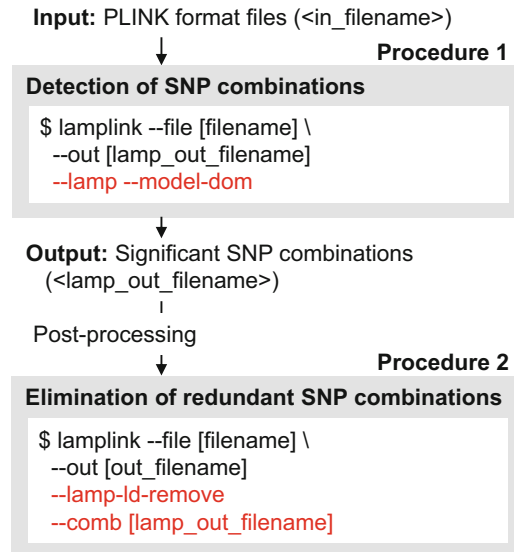 Input: PLINK format files (<in_filename>)
Procedure 1
Detection of SNP combinations
$ lamplink --file [filename] \
--out [lamp_out_filename]
--lamp --model-dom
Output: Significant SNP combinations
(<lamp_out_filename>)
Post-processing
Procedure 2
Elimination of redundant SNP combinations
$ lamplink --file [filename] \
--out [out_filename]
--lamp-ld-remove
--comb [lamp_out_filename]